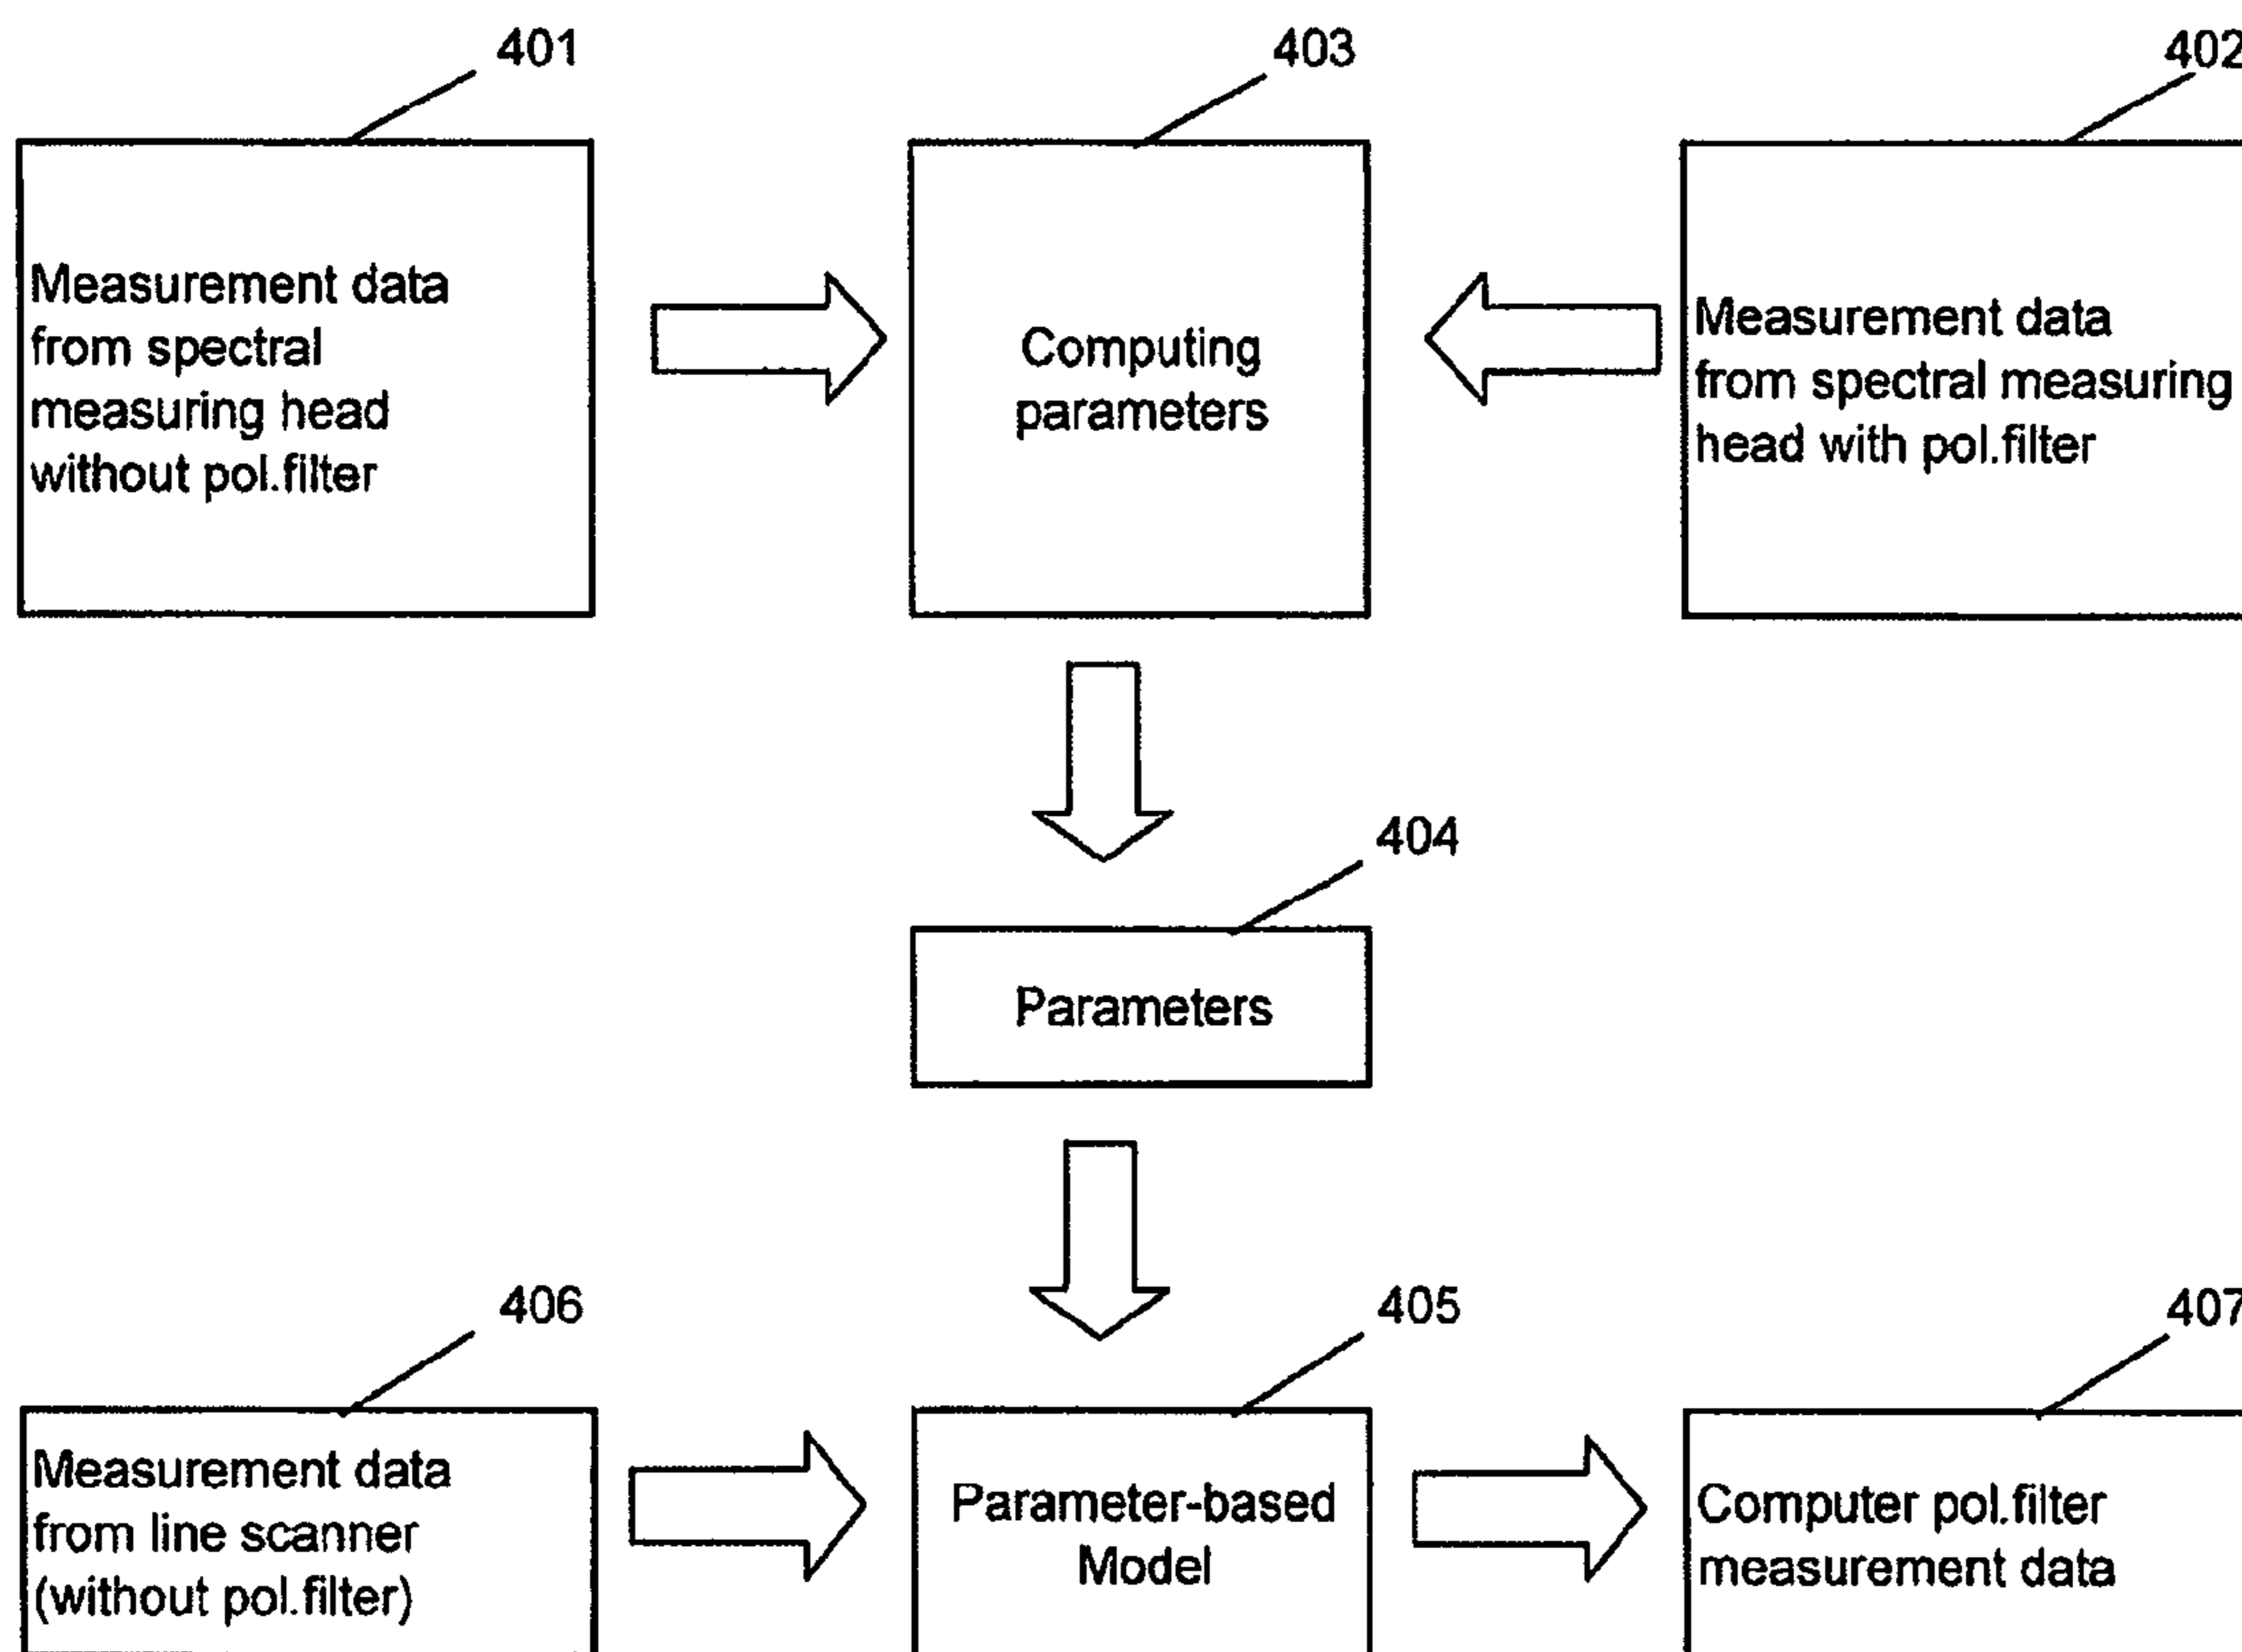 401
403
402
Measurement data
from spectral
measuring head
without pol.filter
Computing
parameters
Measurement data
from spectral measuring
head with pol.filter
404
Parameters
406
405
407
Measurement data
from line scanner
(without pol.filter)
Parameter-based
Model
Computer pol.filter
measurement data